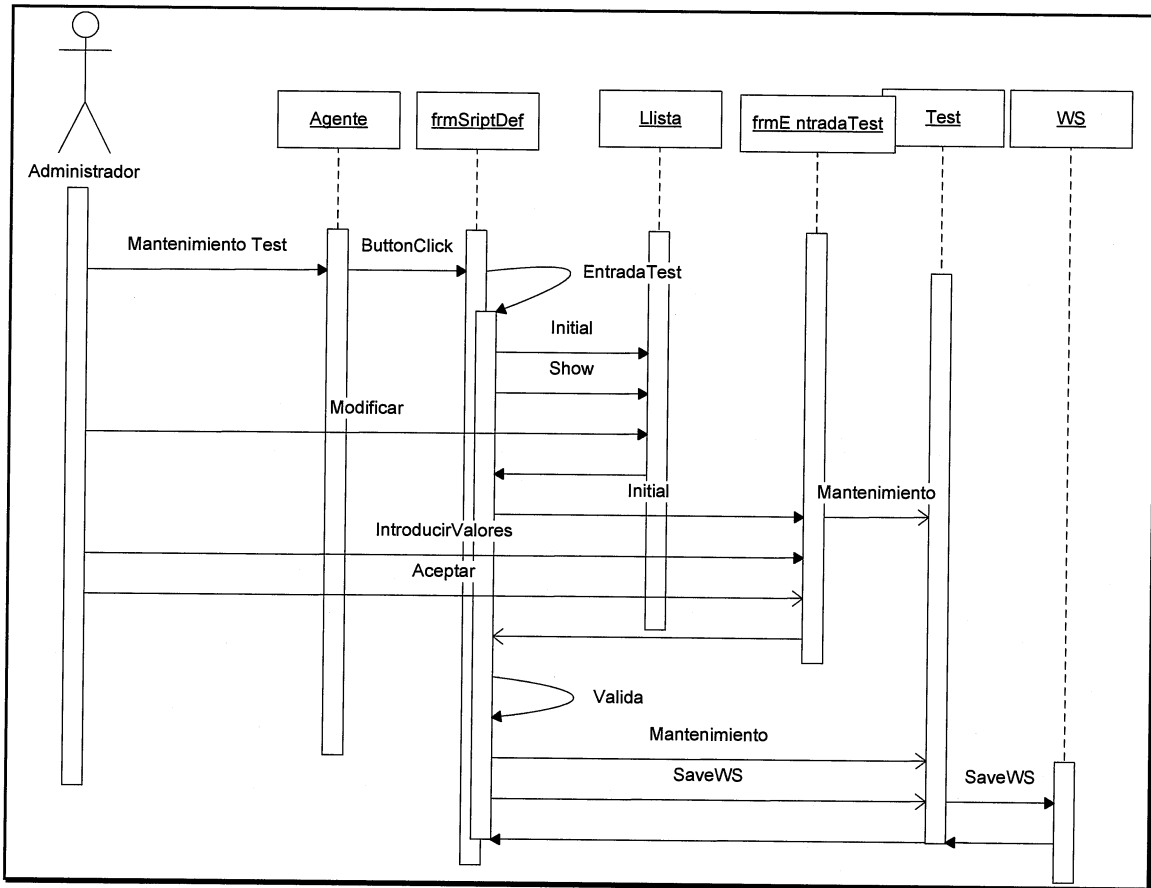 Administrador
Agente
frmSriptDef
Llista
frmE ntradaTest
Test
WS
Mantenimiento Test
ButtonClick
EntradaTest
Initial
Show
Modificar
Initial
Mantenimiento
IntroducirValores
Aceptar
Valida
Mantenimiento
SaveWS
SaveWS